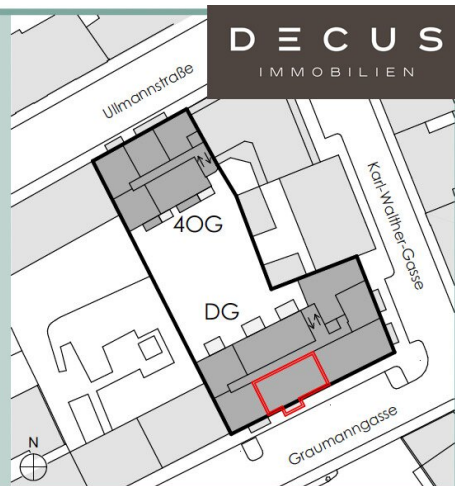 DECUS
IMMOBILIEN
Ullmannstraße
Karl-Walther-Gasse
4OG
DG
Graumanngasse
N